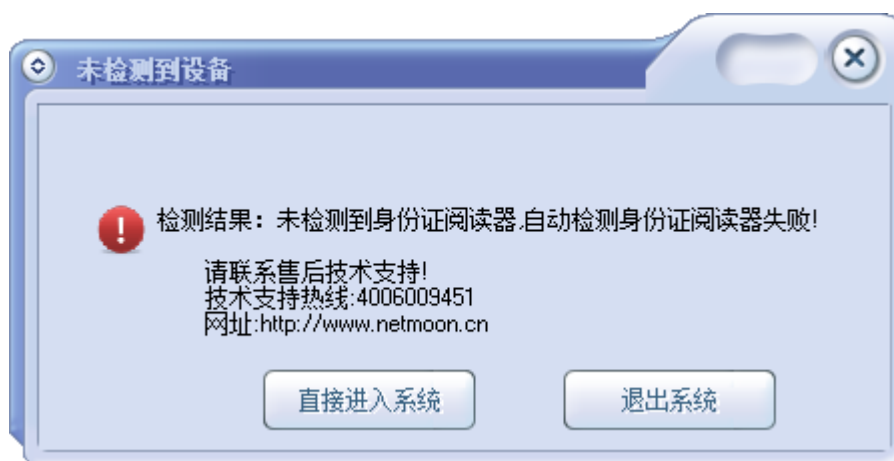 未检测到设备
检测结果：未检测到身份证阅读器,自动检测身份证阅读器失败!
请联系售后技术支持!
技术支持热线:4006009451
网址:http://www.netmoon.cn
直接进入系统
退出系统